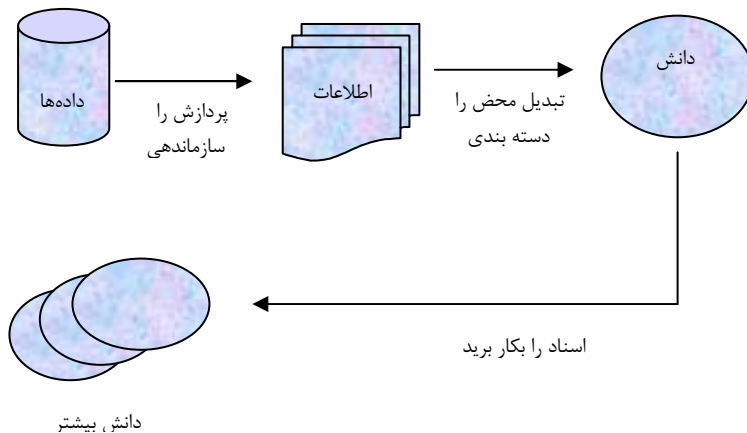 داده‌ها
پردازش را
سازماندهی
اطلاعات
تبدیل محض را
دسته بندی
دانش
اسناد را بکار برید
دانش بیشتر